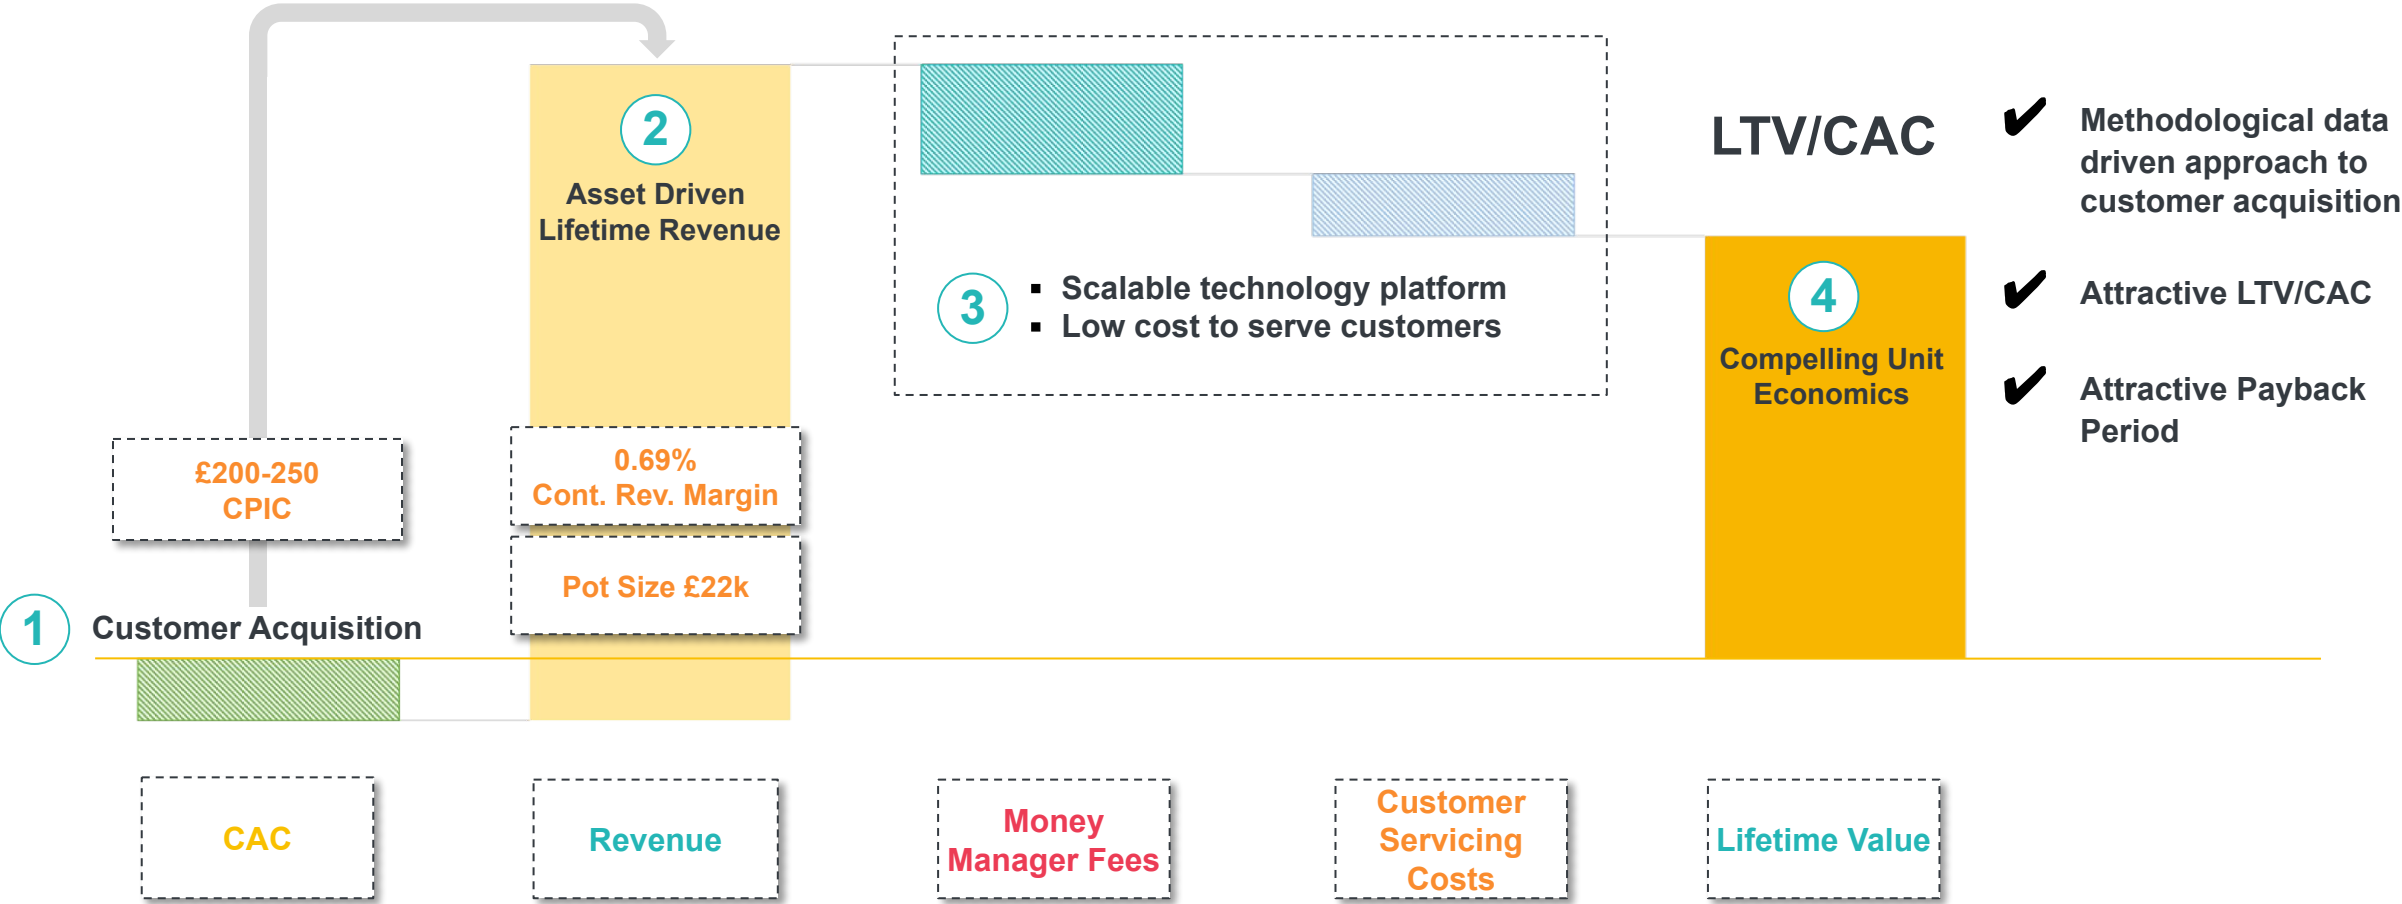 1
Customer Acquisition
£200-250
CPIC
2
Asset Driven
Lifetime Revenue
0.69%
Cont. Rev. Margin
Pot Size £22k
3
▪ Scalable technology platform
▪ Low cost to serve customers
LTV/CAC
4
Compelling Unit
Economics
✔ Methodological data
driven approach to
customer acquisition
✔ Attractive LTV/CAC
✔ Attractive Payback
Period
CAC
Revenue
Money
Manager Fees
Customer
Servicing
Costs
Lifetime Value